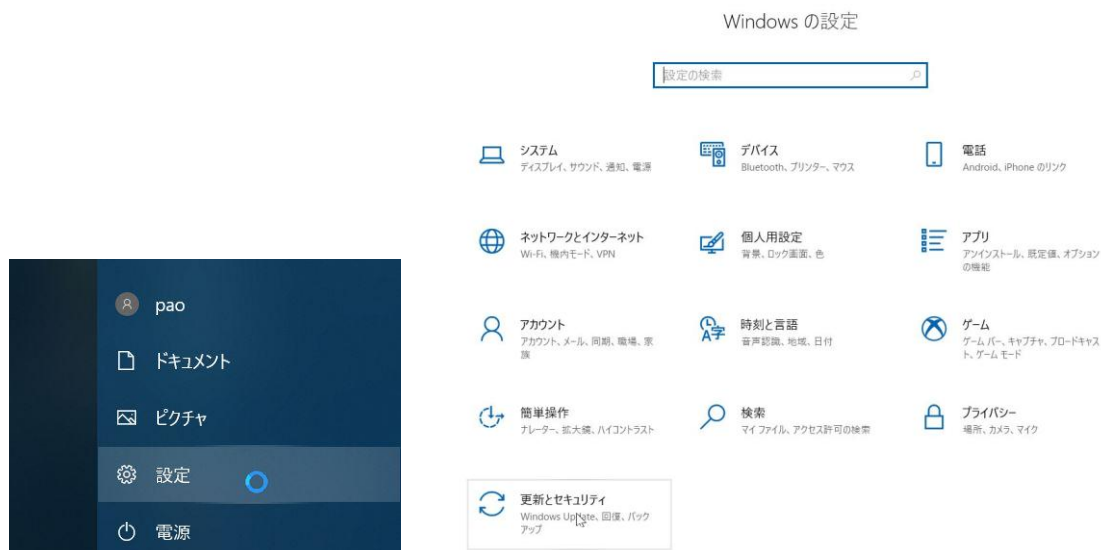 pao
ドキュメント
ピクチャ
設定
電源
Windows の設定
設定の検索
システム
ディスプレイ、サウンド、通知、電源
デバイス
Bluetooth、プリンター、マウス
電話
Android、iPhone のリンク
ネットワークとインターネット
Wi-Fi、機内モード、VPN
個人用設定
背景、ロック画面、色
アプリ
アンインストール、既定値、オプション
の機能
アカウント
アカウント、メール、同期、職場、家
族
時刻と言語
音声認識、地域、日付
ゲーム
ゲーム バー、キャプチャ、ブロードキャス
ト、ゲーム モード
簡単操作
ナレーター、拡大鏡、ハイコントラスト
検索
マイ ファイル、アクセス許可の検索
プライバシー
場所、カメラ、マイク
更新とセキュリティ
Windows Update、回復、バック
アップ